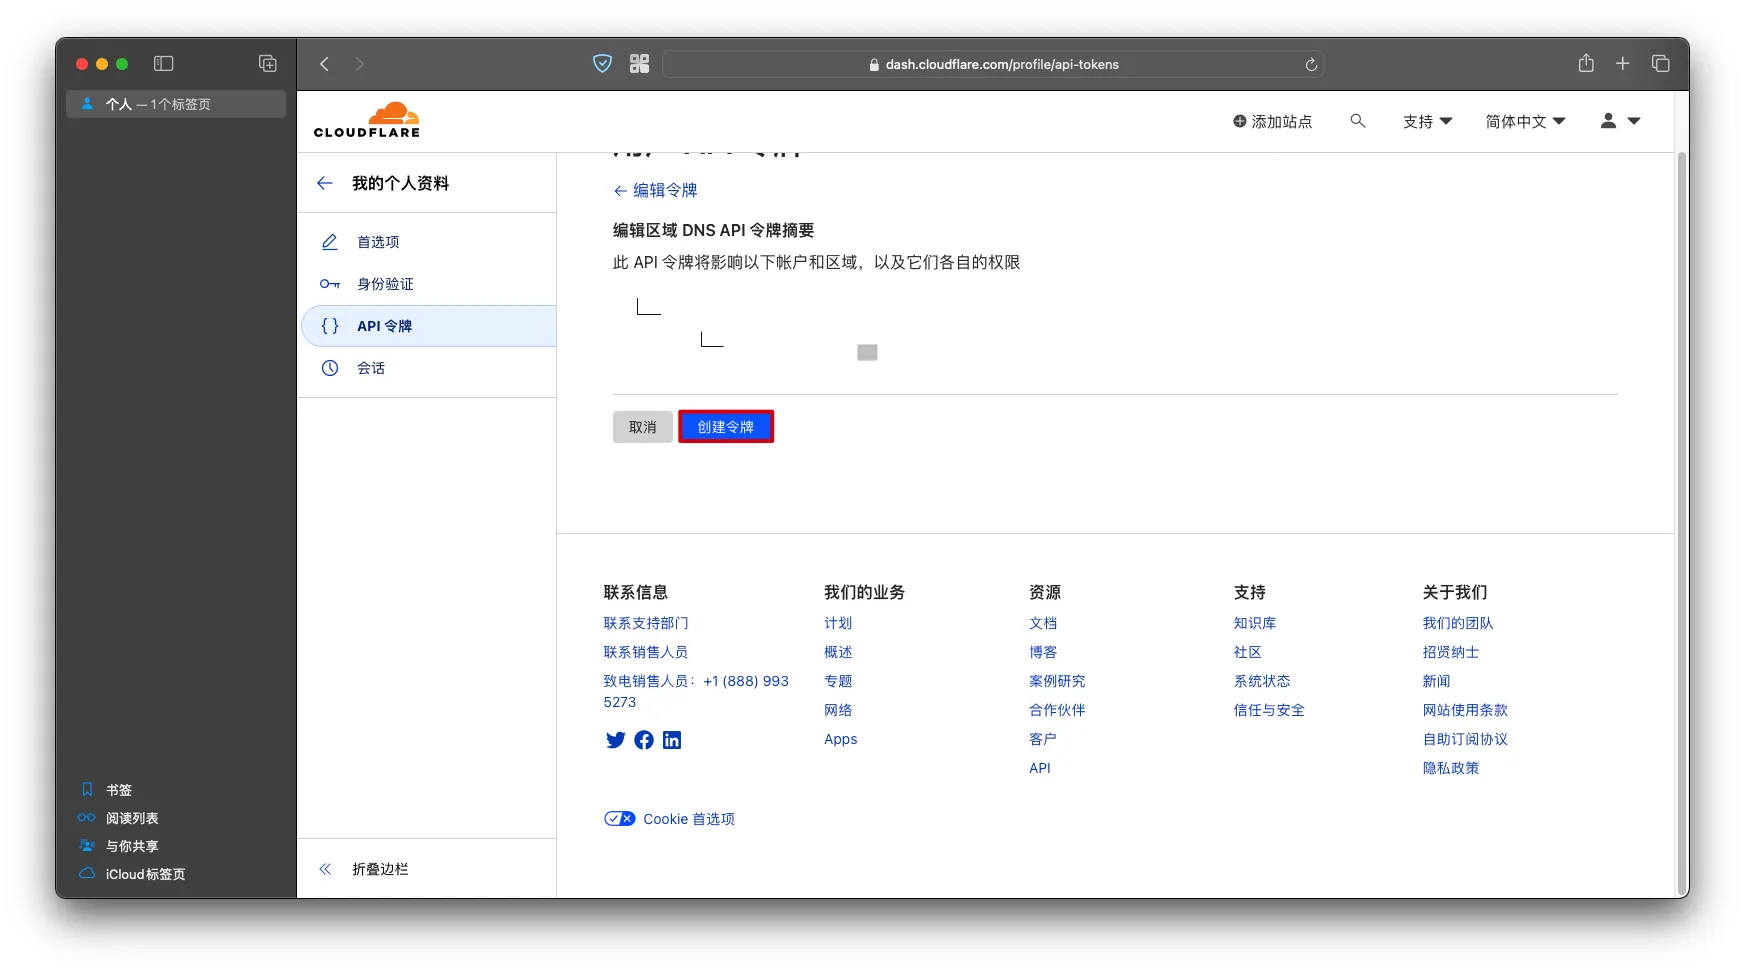 个人 — 1个标签页
dash.cloudflare.com/profile/api-tokens
CLOUDFLARE
添加站点
支持
简体中文
我的个人资料
首选项
身份验证
API 令牌
会话
用户 API 令牌
编辑令牌
编辑区域 DNS API 令牌摘要
此 API 令牌将影响以下帐户和区域，以及它们各自的权限
取消
创建令牌
联系信息
联系支持部门
联系销售人员
致电销售人员：+1 (888) 993
5273
我们的业务
计划
概述
专题
网络
Apps
资源
文档
博客
案例研究
合作伙伴
客户
API
支持
知识库
社区
系统状态
信任与安全
关于我们
我们的团队
招贤纳士
新闻
网站使用条款
自助订阅协议
隐私政策
Cookie 首选项
书签
阅读列表
与你共享
iCloud标签页
折叠边栏